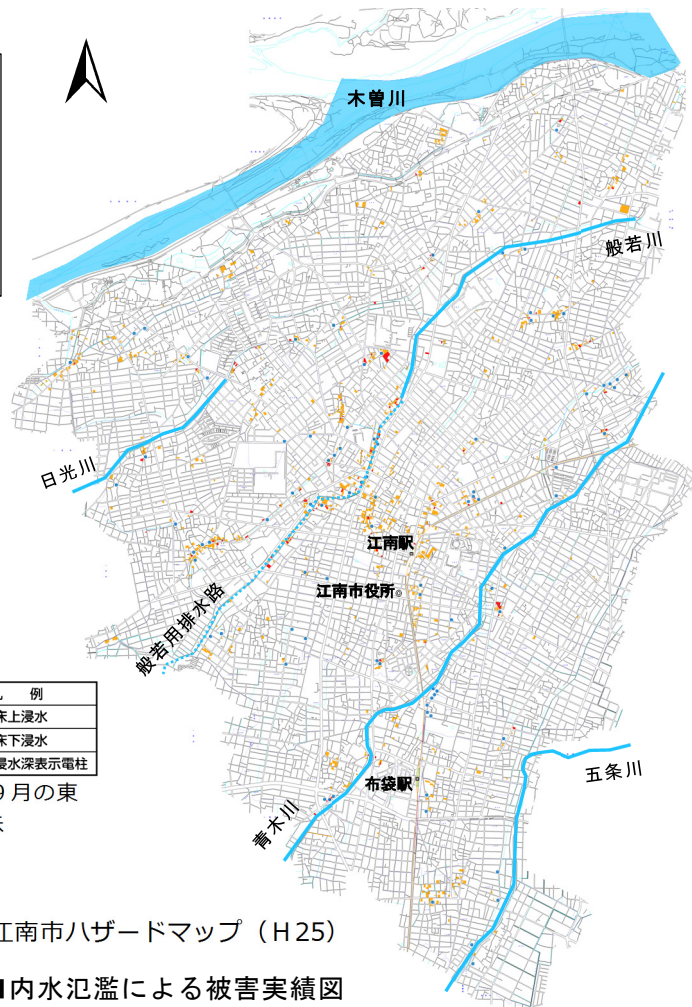 木曽川
般若川
日光川
江南駅
江南市役所
般若用排水路
例
床上浸水
床下浸水
浸水深表示電柱
9月の東
五条川
布袋駅
青木川
江南市ハザードマップ（H25）
内水氾濫による被害実績図